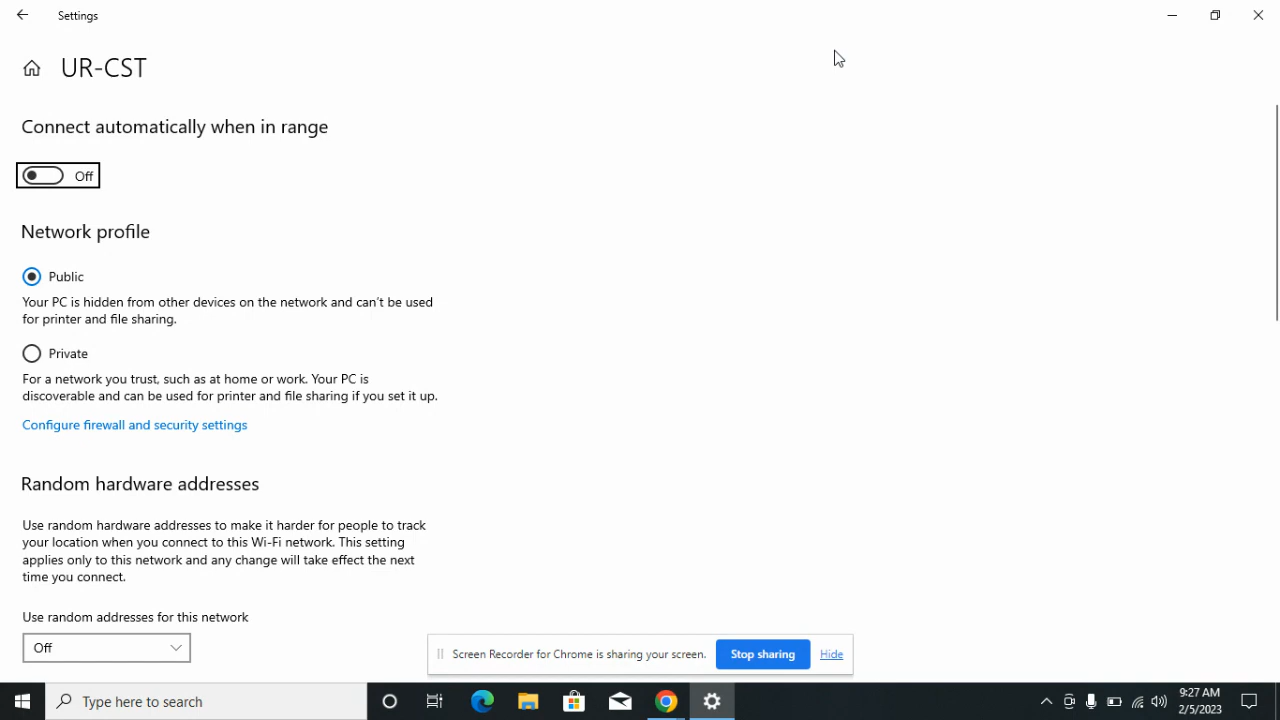 Settings
UR-CST
Connect automatically when in range
Off
Network profile
Public
Your PC is hidden from other devices on the network and can't be used
for printer and file sharing.
Private
For a network you trust, such as at home or work. Your PC is
discoverable and can be used for printer and file sharing if you set it up.
Configure firewall and security settings
Random hardware addresses
Use random hardware addresses to make it harder for people to track
your location when you connect to this Wi-Fi network. This setting
applies only to this network and any change will take effect the next
time you connect.
Use random addresses for this network
Off
Screen Recorder for Chrome is sharing your screen. Stop sharing Hide
Type here to search
9:27 AM
2/5/2023